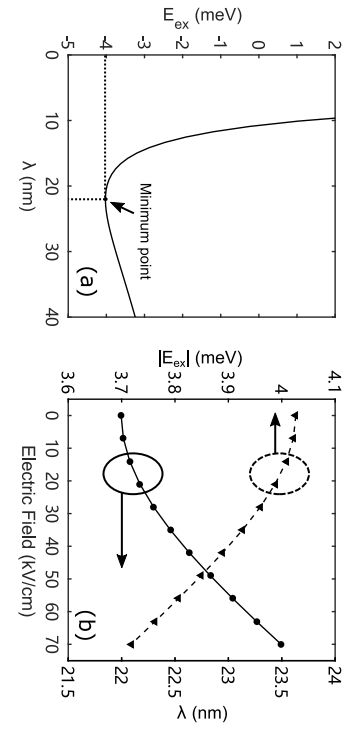 E_ex (meV)
2
1
0
-1
-2
-3
-4
-5
0 10 20 30 40
λ (nm)
Minimum point
(a)
|E_ex| (meV)
4.1
4
3.9
3.8
3.7
3.6
0 10 20 30 40 50 60 70
Electric Field (kV/cm)
24
23.5
23
22.5
22
21.5
λ (nm)
(b)